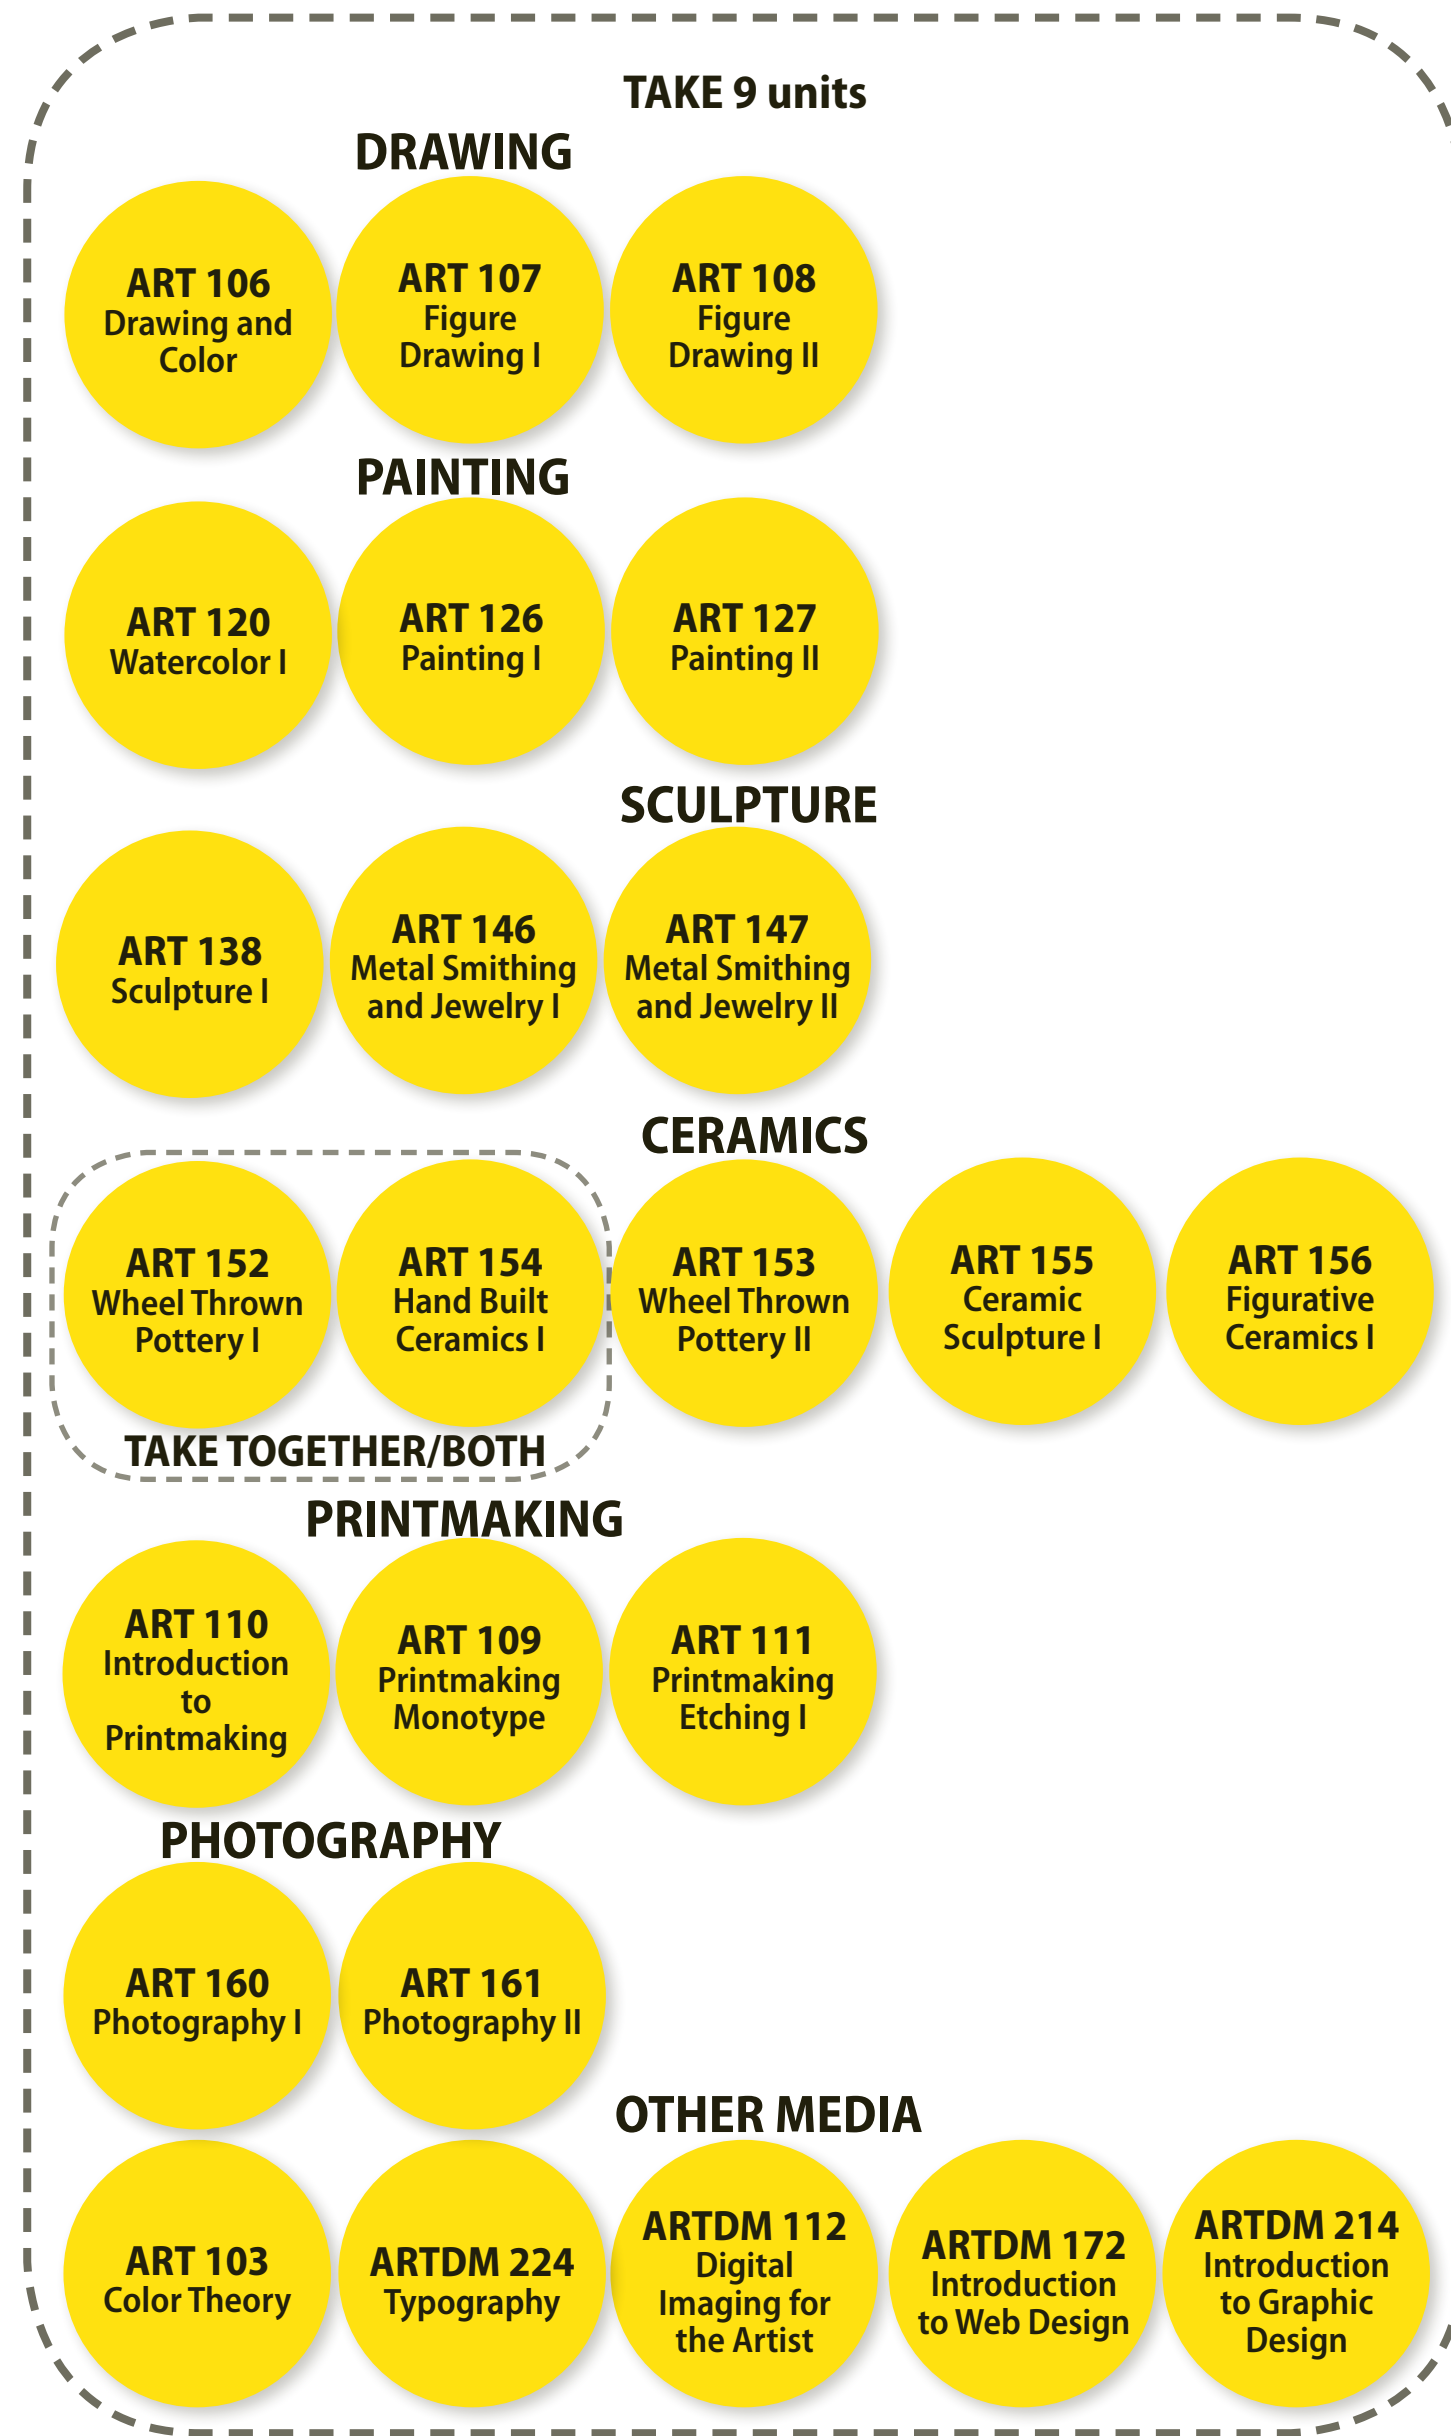 TAKE 9 units
DRAWING
ART 106
Drawing and
Color
ART 107
Figure
Drawing I
ART 108
Figure
Drawing II
PAINTING
ART 120
Watercolor I
ART 126
Painting I
ART 127
Painting II
SCULPTURE
ART 138
Sculpture I
ART 146
Metal Smithing
and Jewelry I
ART 147
Metal Smithing
and Jewelry II
CERAMICS
ART 152
Wheel Thrown
Pottery I
ART 154
Hand Built
Ceramics I
ART 153
Wheel Thrown
Pottery II
ART 155
Ceramic
Sculpture I
ART 156
Figurative
Ceramics I
TAKE TOGETHER/BOTH
PRINTMAKING
ART 110
Introduction
to
Printmaking
ART 109
Printmaking
Monotype
ART 111
Printmaking
Etching I
PHOTOGRAPHY
ART 160
Photography I
ART 161
Photography II
OTHER MEDIA
ART 103
Color Theory
ARTDM 224
Typography
ARTDM 112
Digital
Imaging for
the Artist
ARTDM 172
Introduction
to Web Design
ARTDM 214
Introduction
to Graphic
Design